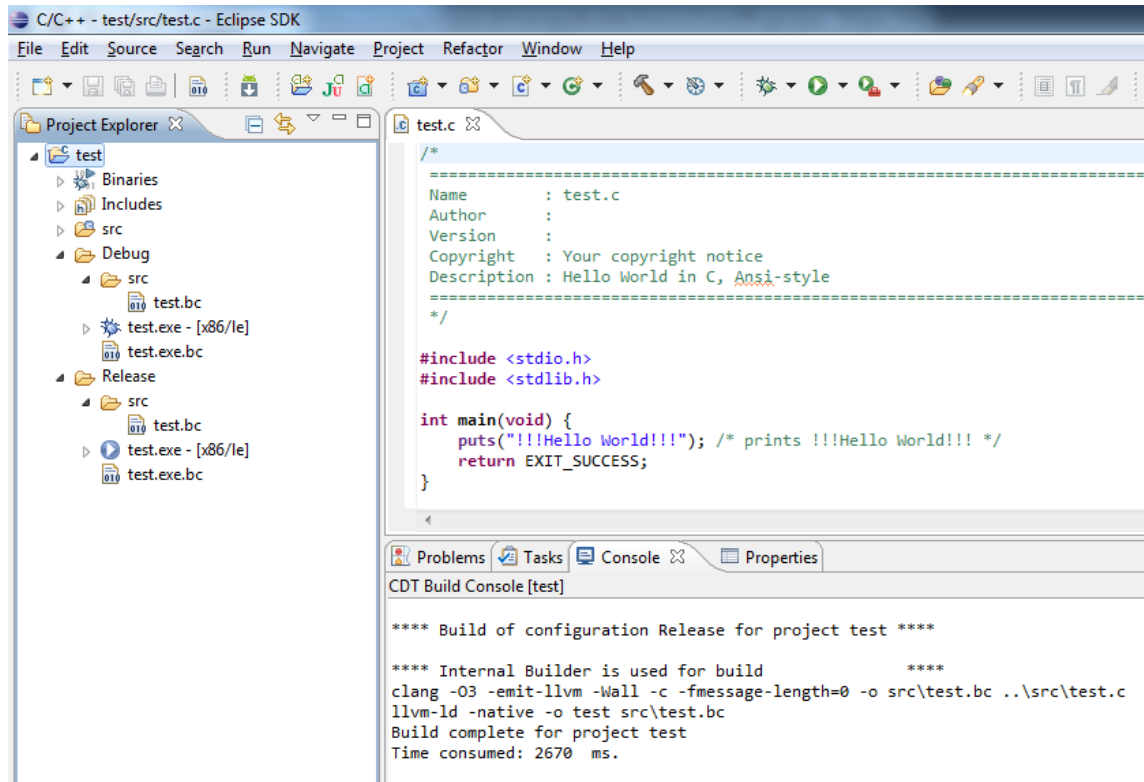 C/C++ - test/src/test.c - Eclipse SDK
File Edit Source Search Run Navigate Project Refactor Window Help
Project Explorer
test
Binaries
Includes
src
Debug
src
test.bc
test.exe - [x86/le]
test.exe.bc
Release
src
test.bc
test.exe - [x86/le]
test.exe.bc
test.c
/*
============================================================================
Name        : test.c
Author      :
Version     :
Copyright   : Your copyright notice
Description : Hello World in C, Ansi-style
============================================================================
*/
#include <stdio.h>
#include <stdlib.h>
int main(void) {
    puts("!!!Hello World!!!"); /* prints !!!Hello World!!! */
    return EXIT_SUCCESS;
}
Problems Tasks Console Properties
CDT Build Console [test]
**** Build of configuration Release for project test ****
**** Internal Builder is used for build               ****
clang -O3 -emit-llvm -Wall -c -fmessage-length=0 -o src\test.bc ..\src\test.c
llvm-ld -native -o test src\test.bc
Build complete for project test
Time consumed: 2670  ms.